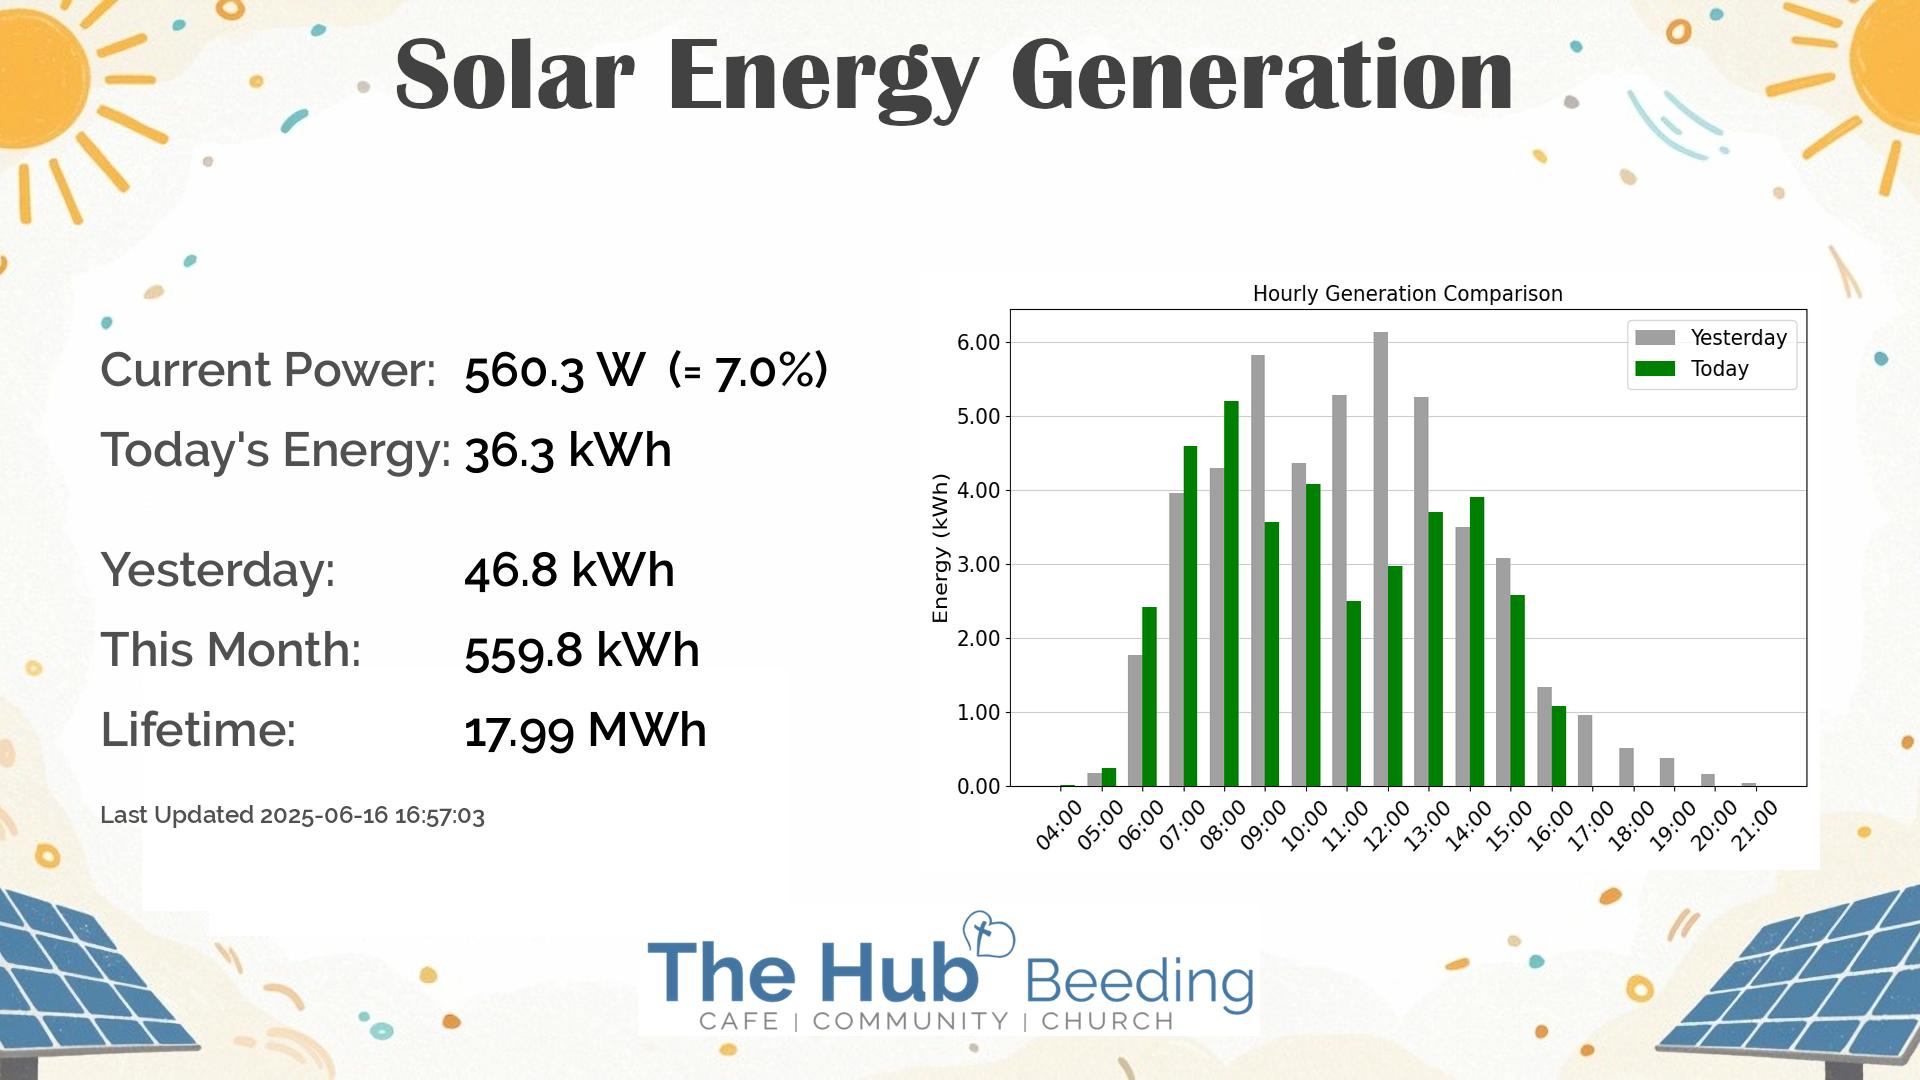 Solar Energy Generation
Current Power: 560.3 W (= 7.0%)
Today's Energy: 36.3 kWh
Yesterday: 46.8 kWh
This Month: 559.8 kWh
Lifetime: 17.99 MWh
Last Updated 2025-06-16 16:57:03
Hourly Generation Comparison
Yesterday
Today
Energy (kWh)
6.00
5.00
4.00
3.00
2.00
1.00
0.00
04:00 05:00 06:00 07:00 08:00 09:00 10:00 11:00 12:00 13:00 14:00 15:00 16:00 17:00 18:00 19:00 20:00 21:00
The Hub Beeding
CAFE | COMMUNITY | CHURCH